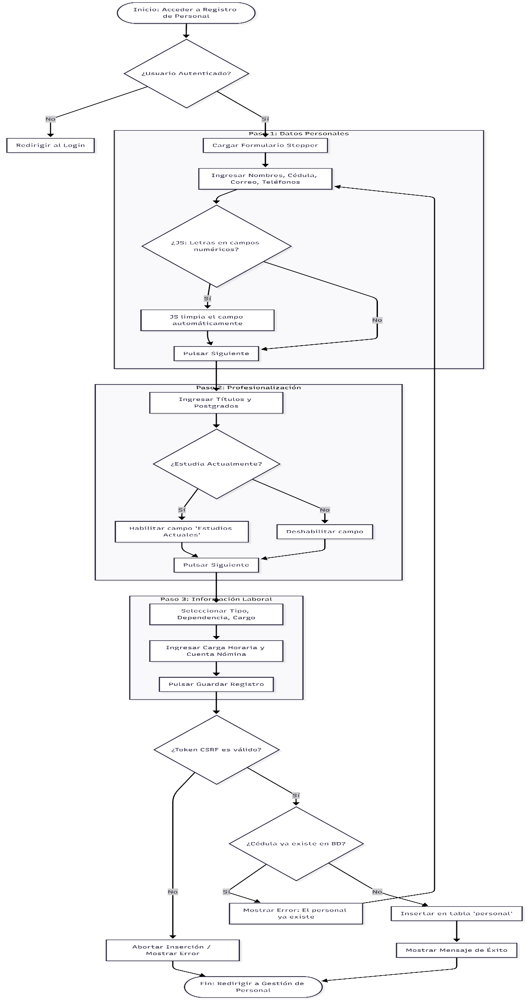 Inicio: Acceder a Registro
de Personal
¿Usuario Autenticado?
No
Sí
Redirigir al Login
Paso 1: Datos Personales
Cargar Formulario Stepper
Ingresar Nombres, Cédula,
Correo, Teléfonos
¿JS: Letras en campos
numéricos?
Sí
JS limpia el campo
automáticamente
No
Pulsar Siguiente
Paso 2: Profesionalización
Ingresar Títulos y
Postgrados
¿Estudia Actualmente?
Sí
No
Habilitar campo 'Estudios
Actuales'
Deshabilitar campo
Pulsar Siguiente
Paso 3: Información Laboral
Seleccionar Tipo,
Dependencia, Cargo
Ingresar Carga Horaria y
Cuenta Nómina
Pulsar Guardar Registro
¿Token CSRF es válido?
Sí
¿Cédula ya existe en BD?
No
Sí
No
Mostrar Error: El personal
ya existe
Insertar en tabla 'personal'
Abortar Inserción /
Mostrar Error
Mostrar Mensaje de Éxito
Fin: Redirigir a Gestión de
Personal